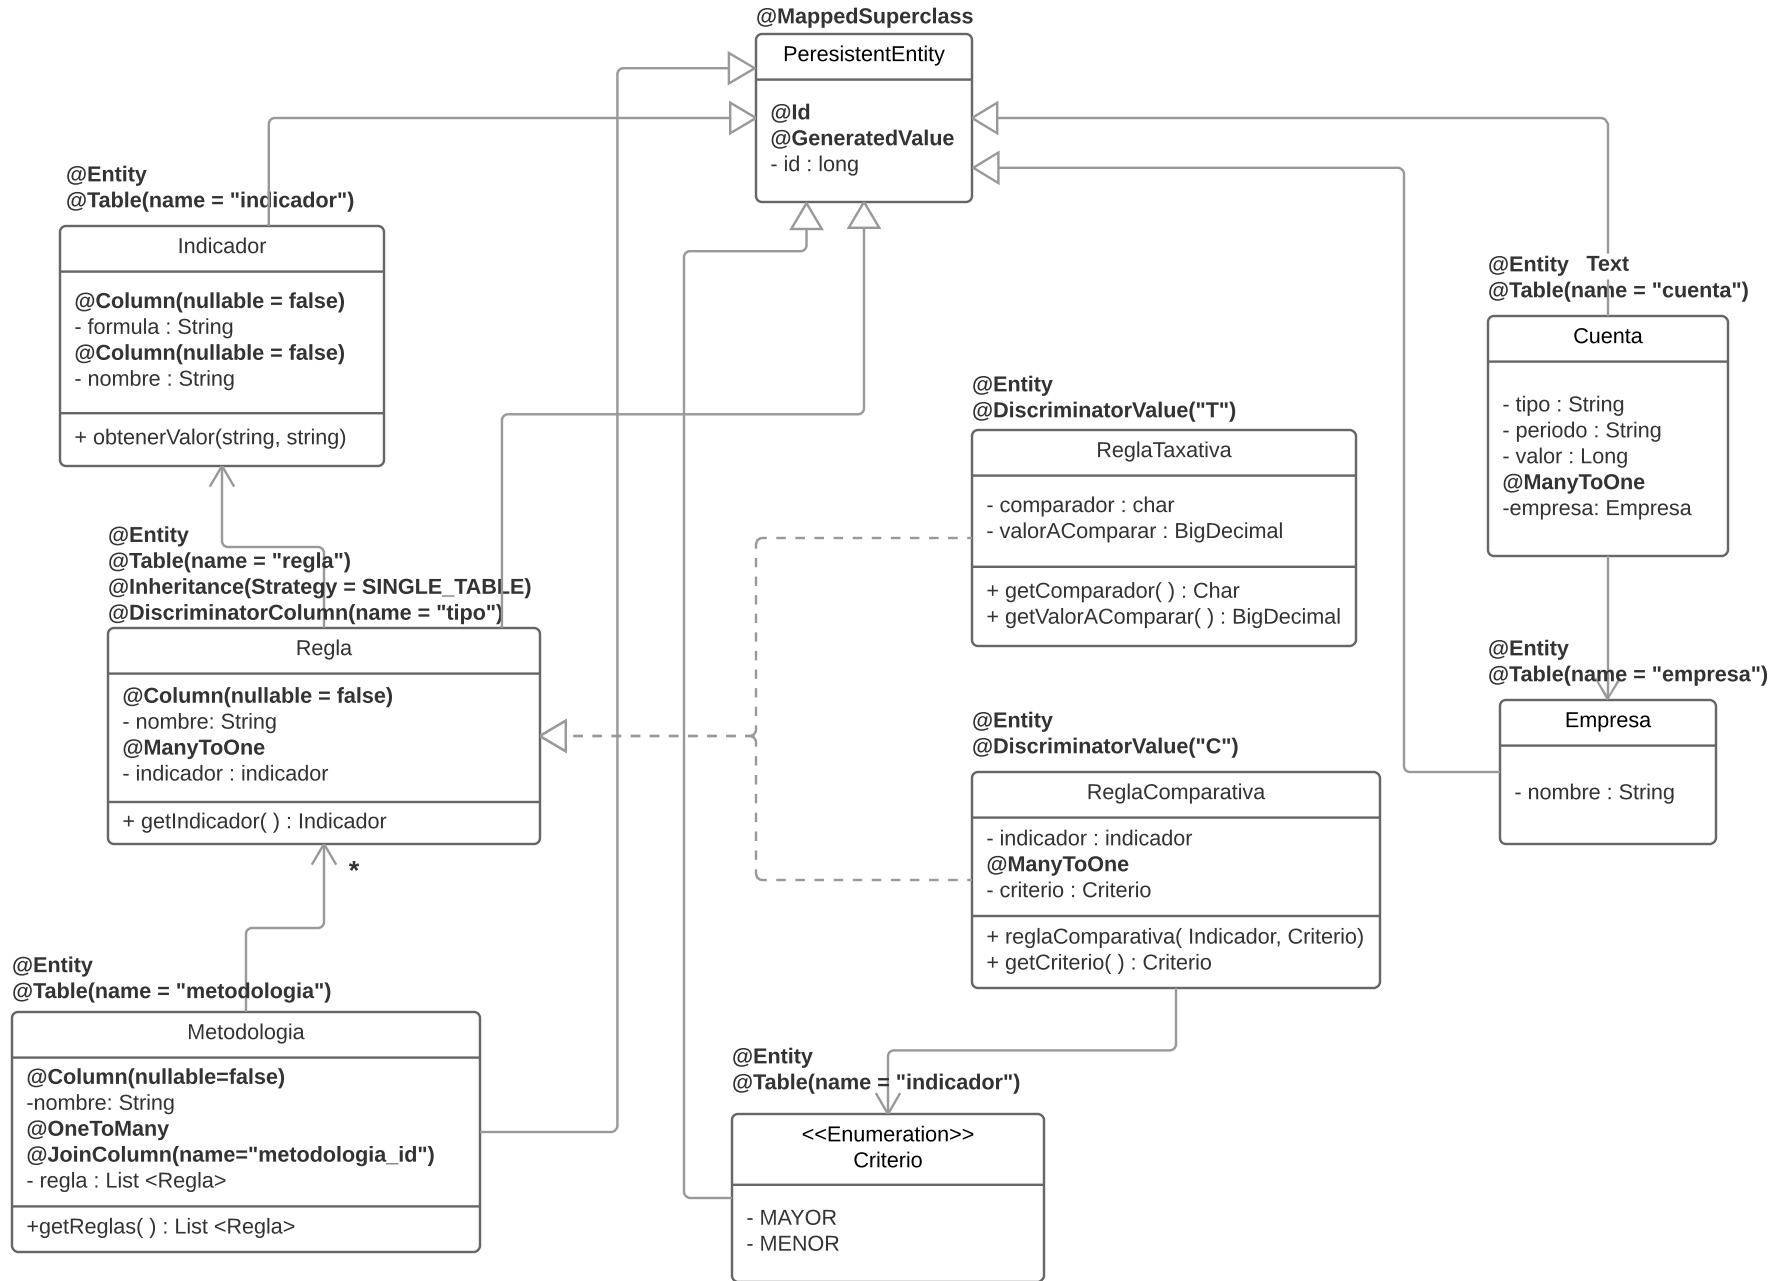 @MappedSuperclass
PeresistentEntity
@Id
@GeneratedValue
- id : long
@Entity
@Table(name = "indicador")
Indicador
@Column(nullable = false)
- formula : String
@Column(nullable = false)
- nombre : String
+ obtenerValor(string, string)
@Entity Text
@Table(name = "cuenta")
Cuenta
- tipo : String
- periodo : String
- valor : Long
@ManyToOne
-empresa: Empresa
@Entity
@DiscriminatorValue("T")
ReglaTaxativa
- comparador : char
- valorAComparar : BigDecimal
+ getComparador( ) : Char
+ getValorAComparar( ) : BigDecimal
@Entity
@Table(name = "regla")
@Inheritance(Strategy = SINGLE_TABLE)
@DiscriminatorColumn(name = "tipo")
Regla
@Column(nullable = false)
- nombre: String
@ManyToOne
- indicador : indicador
+ getIndicador( ) : Indicador
*
@Entity
@Table(name = "empresa")
Empresa
- nombre : String
@Entity
@DiscriminatorValue("C")
ReglaComparativa
- indicador : indicador
@ManyToOne
- criterio : Criterio
+ reglaComparativa( Indicador, Criterio)
+ getCriterio( ) : Criterio
@Entity
@Table(name = "metodologia")
Metodologia
@Column(nullable=false)
-nombre: String
@OneToMany
@JoinColumn(name="metodologia_id")
- regla : List <Regla>
+getReglas( ) : List <Regla>
@Entity
@Table(name = "indicador")
<<Enumeration>>
Criterio
- MAYOR
- MENOR